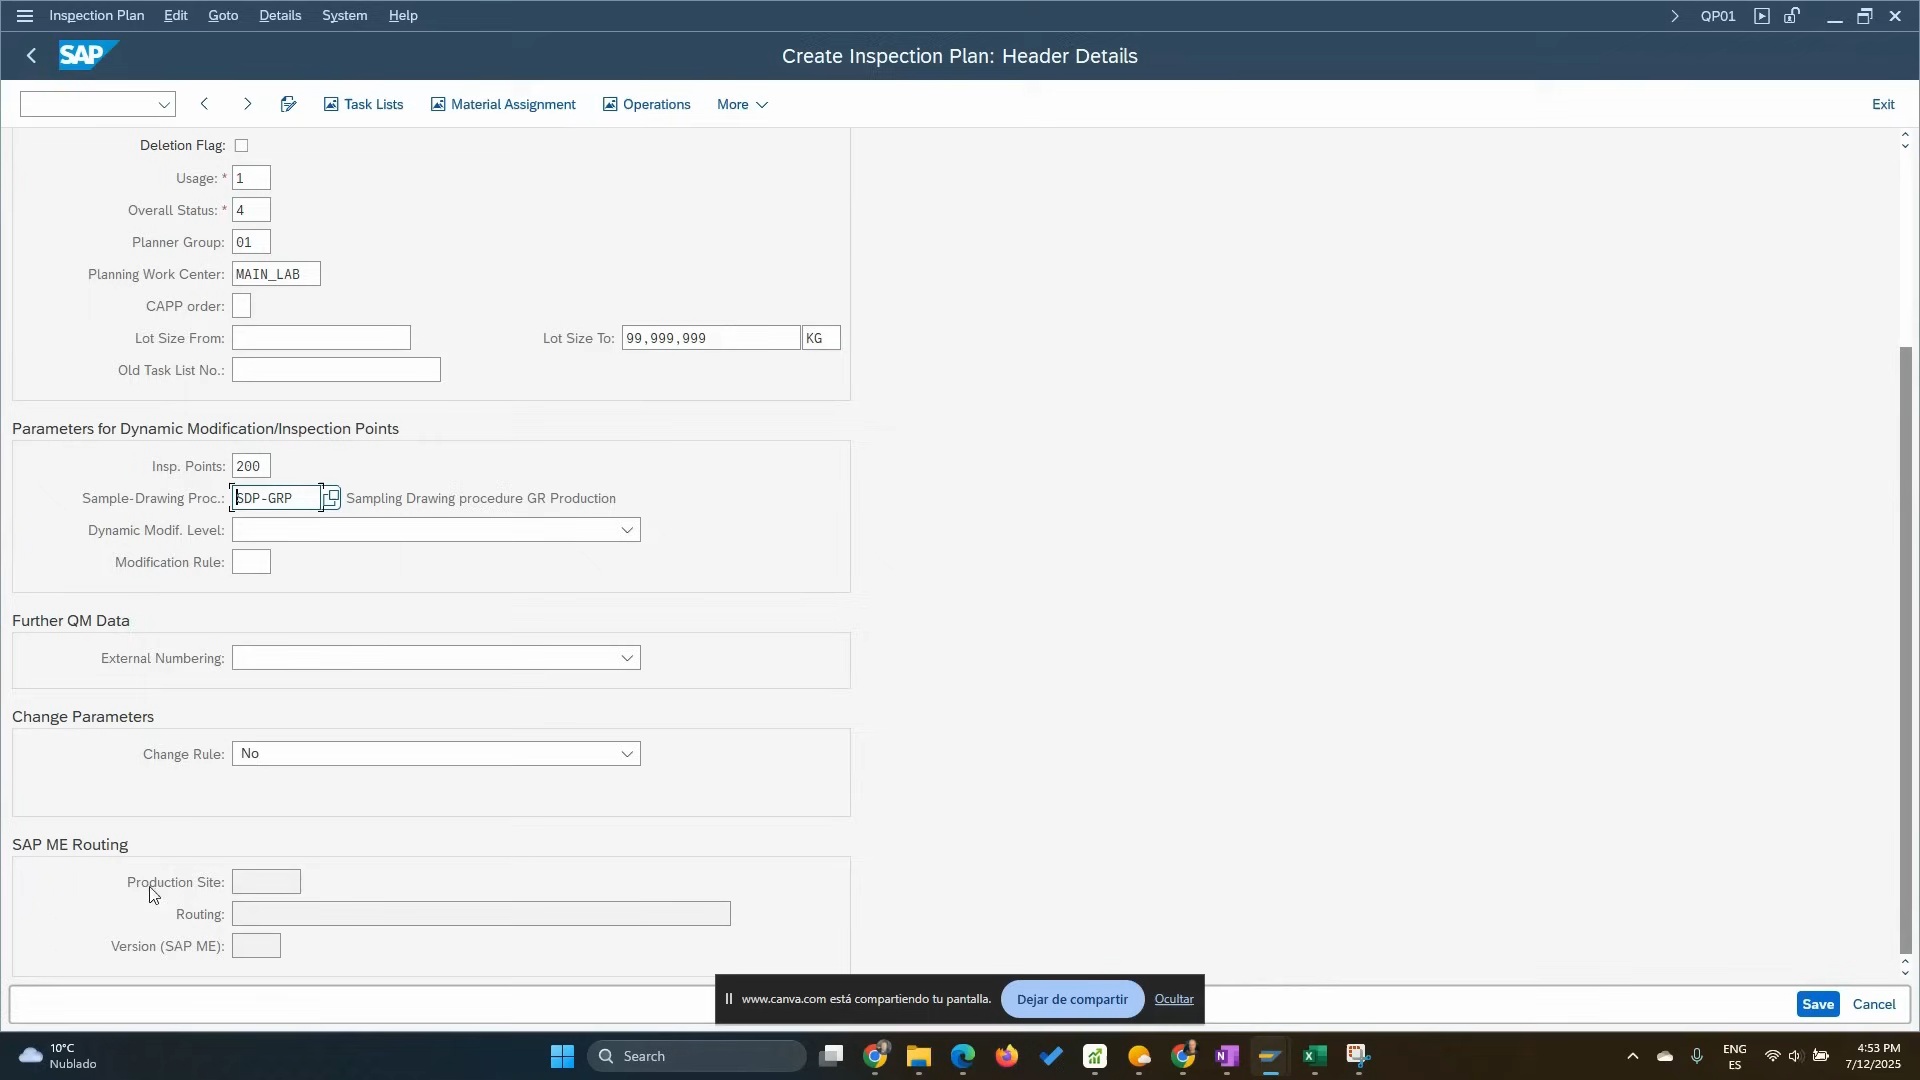 Inspection Plan Edit Goto Details System Help QP01
SAP Create Inspection Plan: Header Details
Task Lists Material Assignment Operations More Exit
Deletion Flag:
Usage: * 1
Overall Status: * 4
Planner Group: 01
Planning Work Center: MAIN_LAB
CAPP order:
Lot Size From: Lot Size To: 99,999,999 KG
Old Task List No.:
Parameters for Dynamic Modification/Inspection Points
Insp. Points: 200
Sample-Drawing Proc.: SDP-GRP Sampling Drawing procedure GR Production
Dynamic Modif. Level:
Modification Rule:
Further QM Data
External Numbering:
Change Parameters
Change Rule: No
SAP ME Routing
Production Site:
Routing:
Version (SAP ME):
www.canva.com está compartiendo tu pantalla. Dejar de compartir Ocultar
Save Cancel
10°C
Nublado
Search
ENG
ES
4:53 PM
7/12/2025